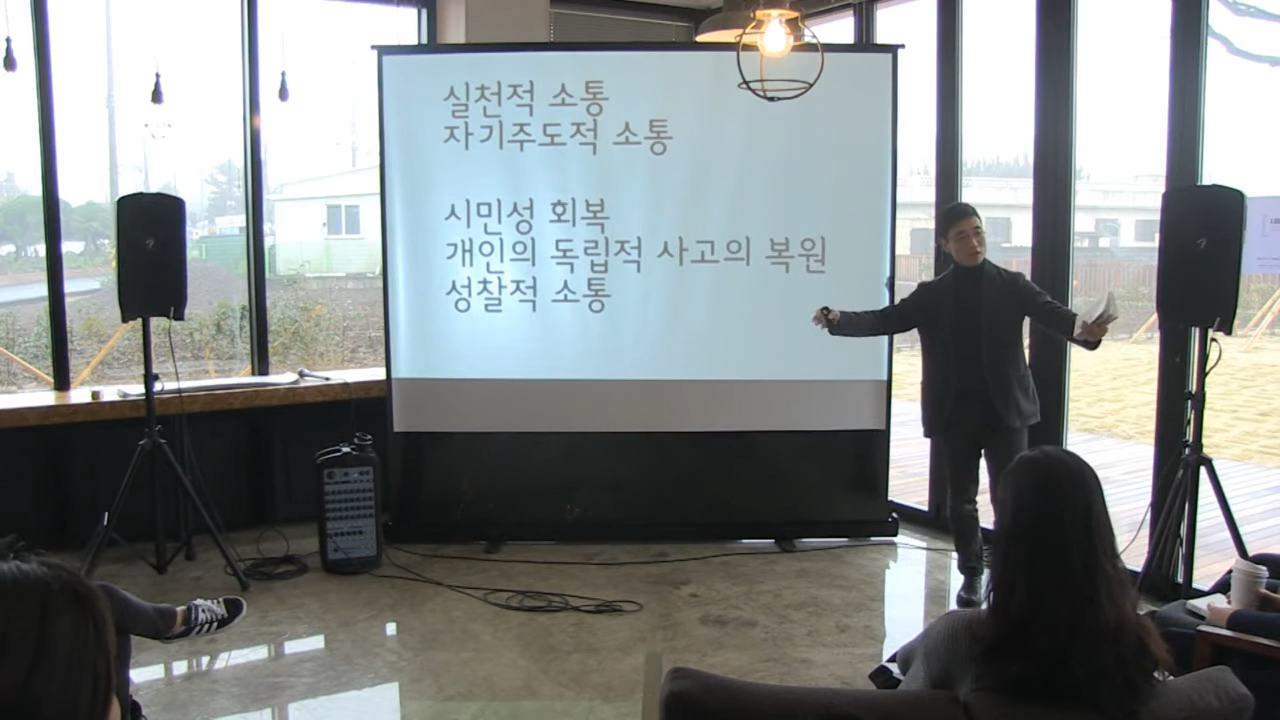 실천적 소통
자기주도적 소통
시민성 회복
개인의 독립적 사고의 복원
성찰적 소통